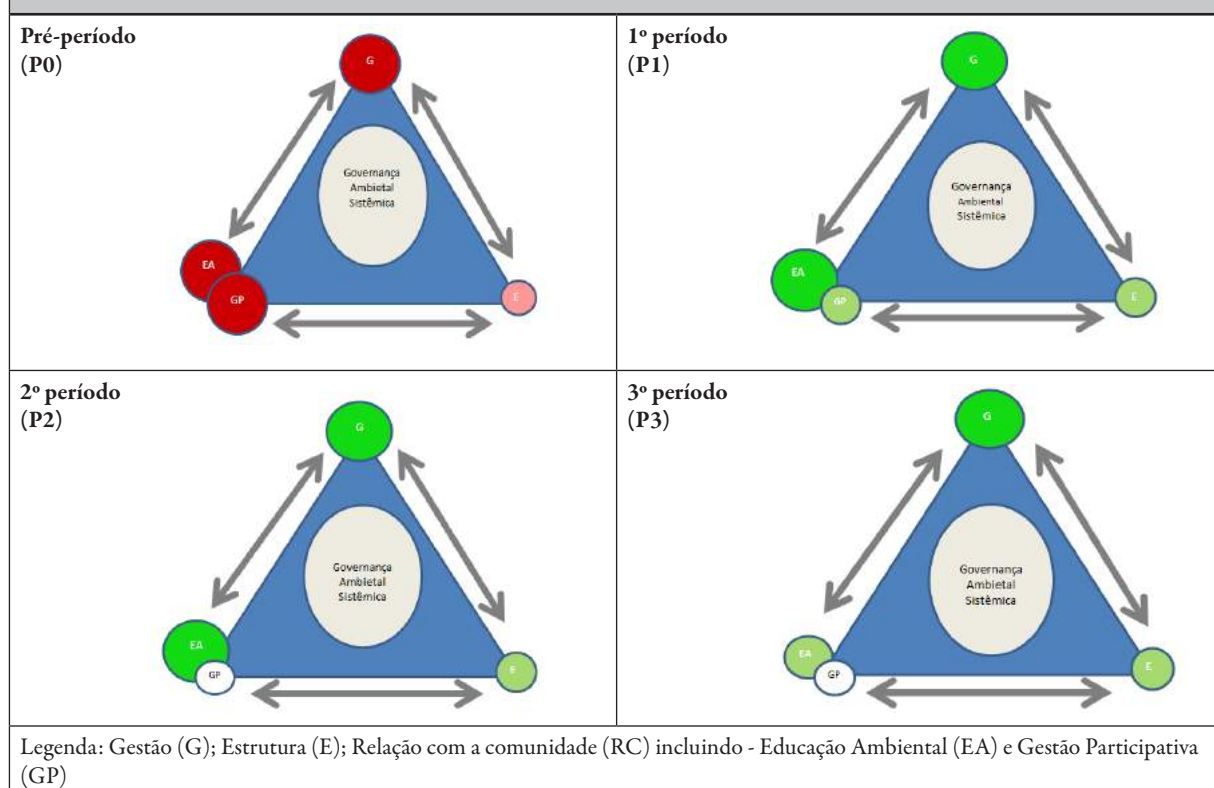 Pré-período
(P0)
G
Governança
Ambietal
Sistêmica
EA
GP
E
1º período
(P1)
G
Governança
Ambiental
Sistêmica
EA
GP
E
2º período
(P2)
G
Governança
Ambietal
Sistêmica
EA
GP
E
3º período
(P3)
G
Governança
Ambietal
Sistêmica
EA
GP
E
Legenda: Gestão (G); Estrutura (E); Relação com a comunidade (RC) incluindo - Educação Ambiental (EA) e Gestão Participativa
(GP)